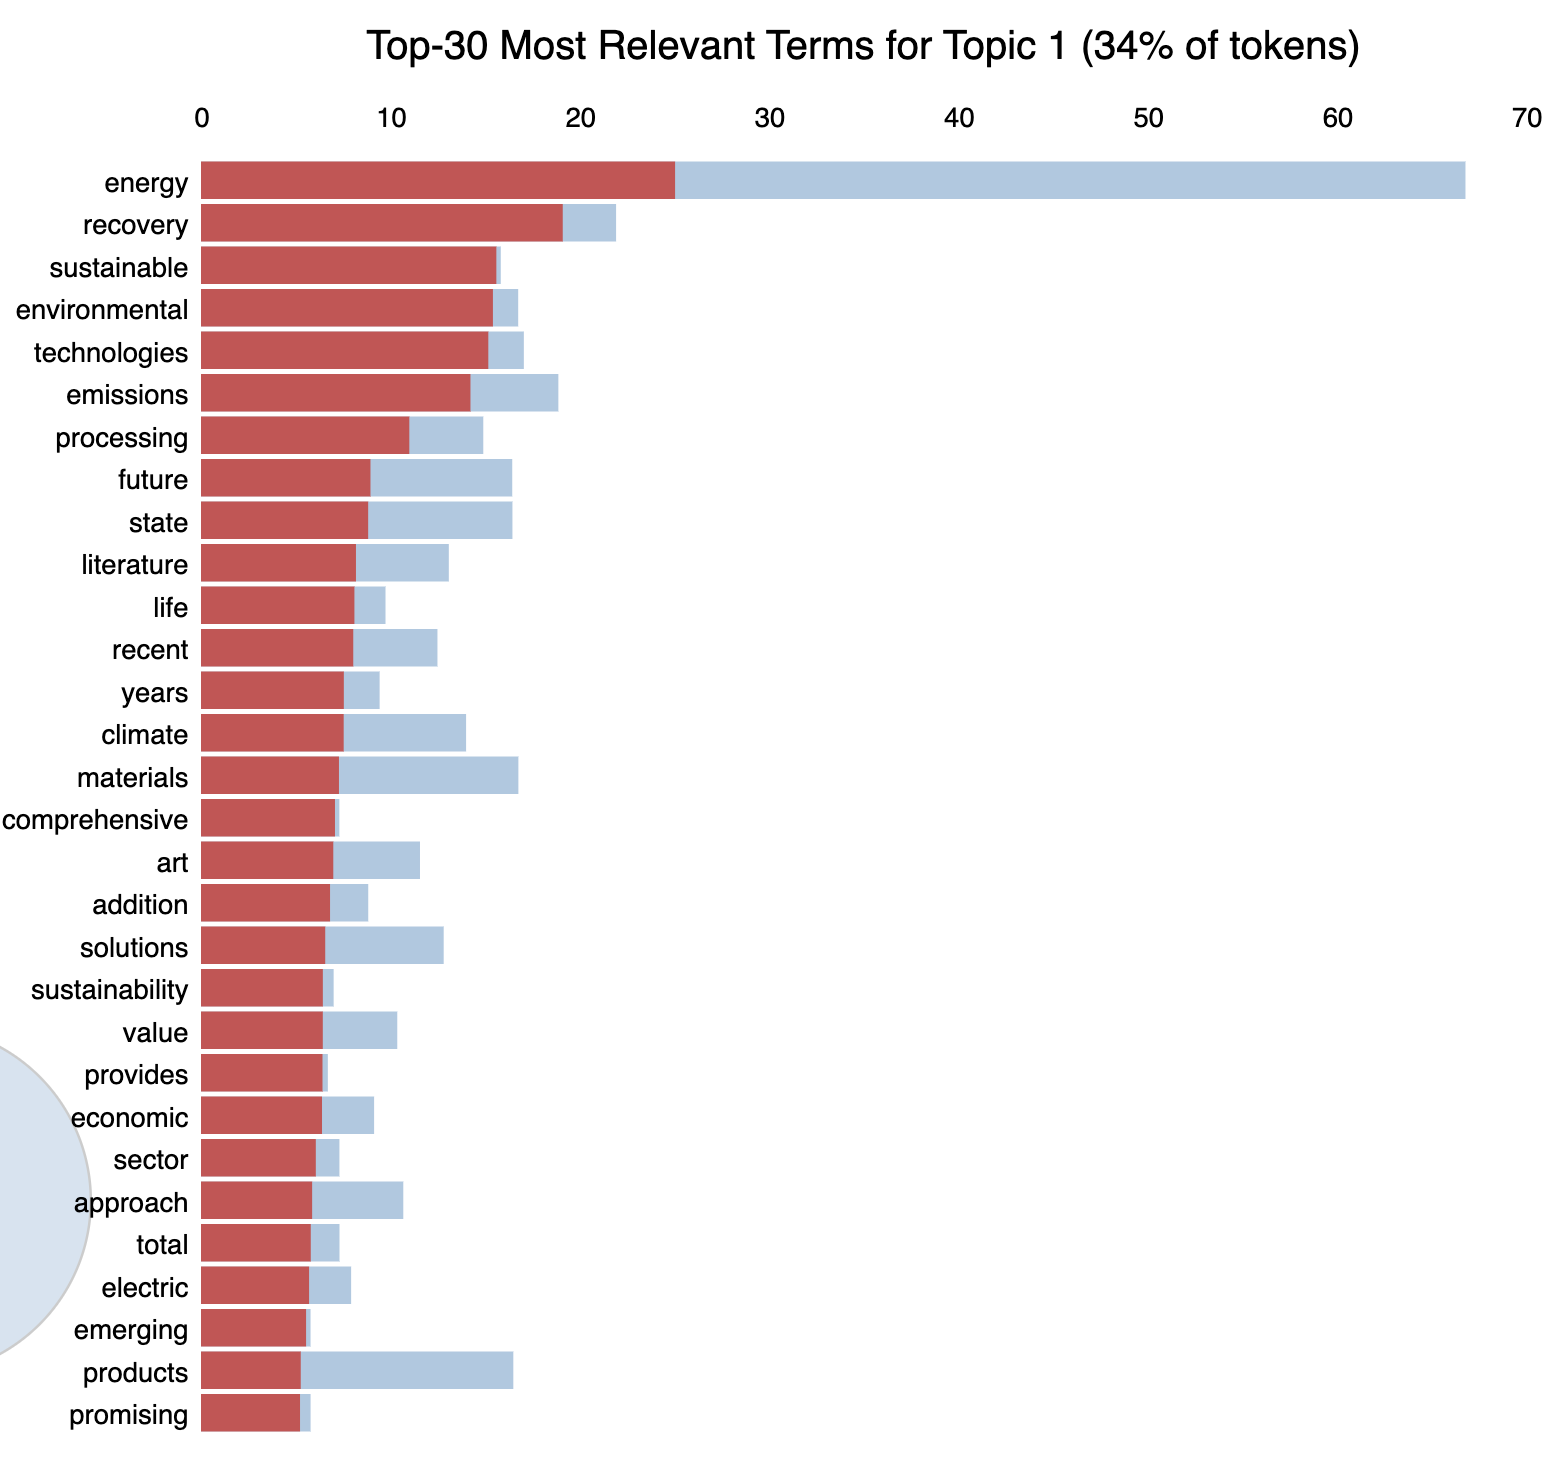 Top-30 Most Relevant Terms for Topic 1 (34% of tokens)
0 10 20 30 40 50 60 70
energy
recovery
sustainable
environmental
technologies
emissions
processing
future
state
literature
life
recent
years
climate
materials
comprehensive
art
addition
solutions
sustainability
value
provides
economic
sector
approach
total
electric
emerging
products
promising